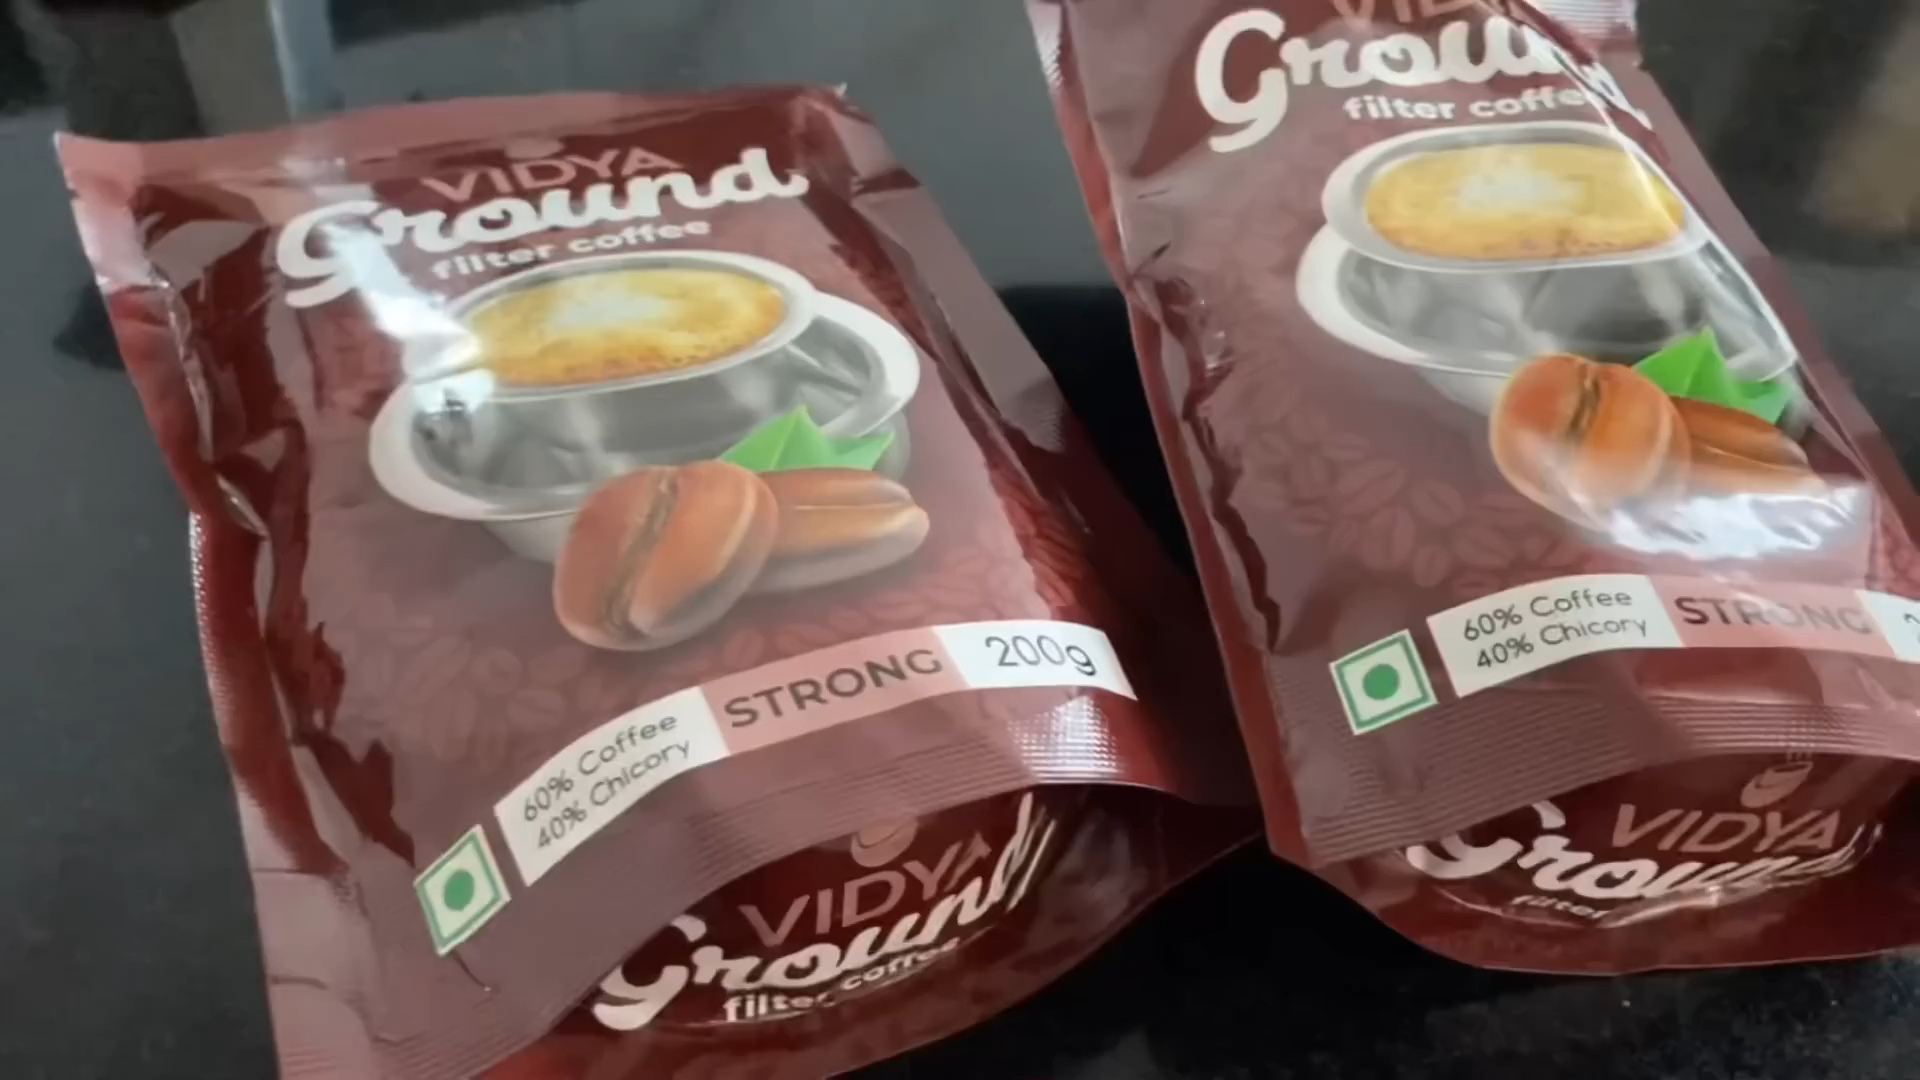 VIDYA
Ground
filter coffee
60% Coffee
40% Chicory
STRONG
200g
VIDYA
Ground
filter coffee
Ground
filter coffee
60% Coffee
40% Chicory
STRONG
VIDYA
Ground
filter